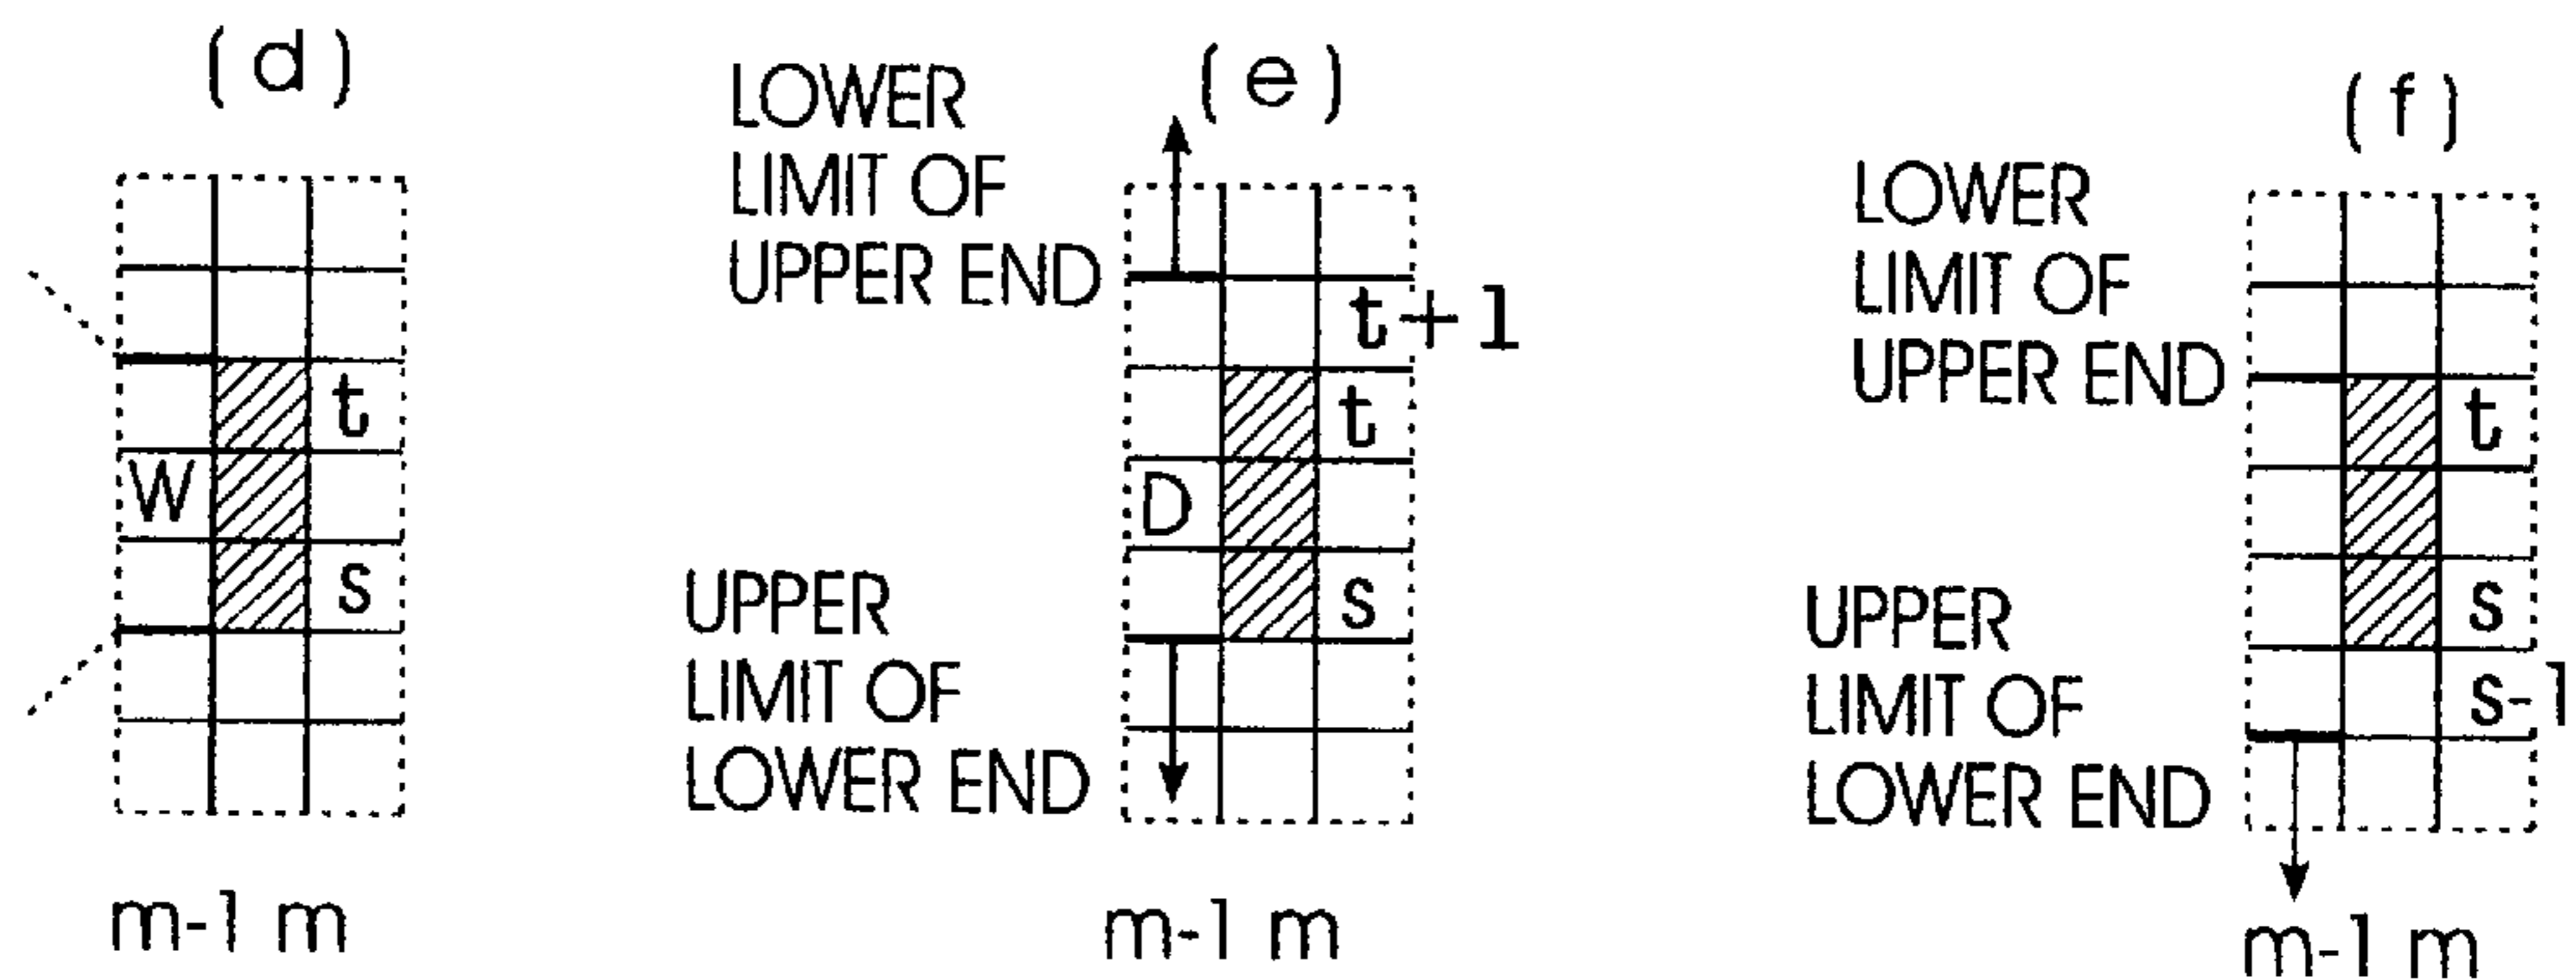 (d)
t
W
s
m-1 m
(e)
LOWER
LIMIT OF
UPPER END
t+1
t
D
UPPER
LIMIT OF
LOWER END
s
m-1 m
(f)
LOWER
LIMIT OF
UPPER END
t
UPPER
LIMIT OF
LOWER END
s
s-1
m-1 m